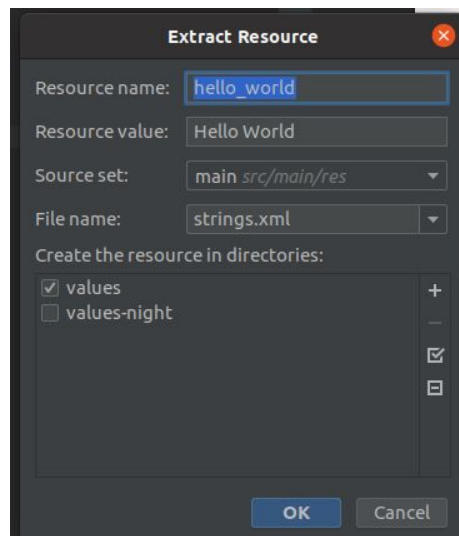 Extract Resource
Resource name: hello_world
Resource value: Hello World
Source set: main src/main/res
File name: strings.xml
Create the resource in directories:
values
values-night
OK Cancel